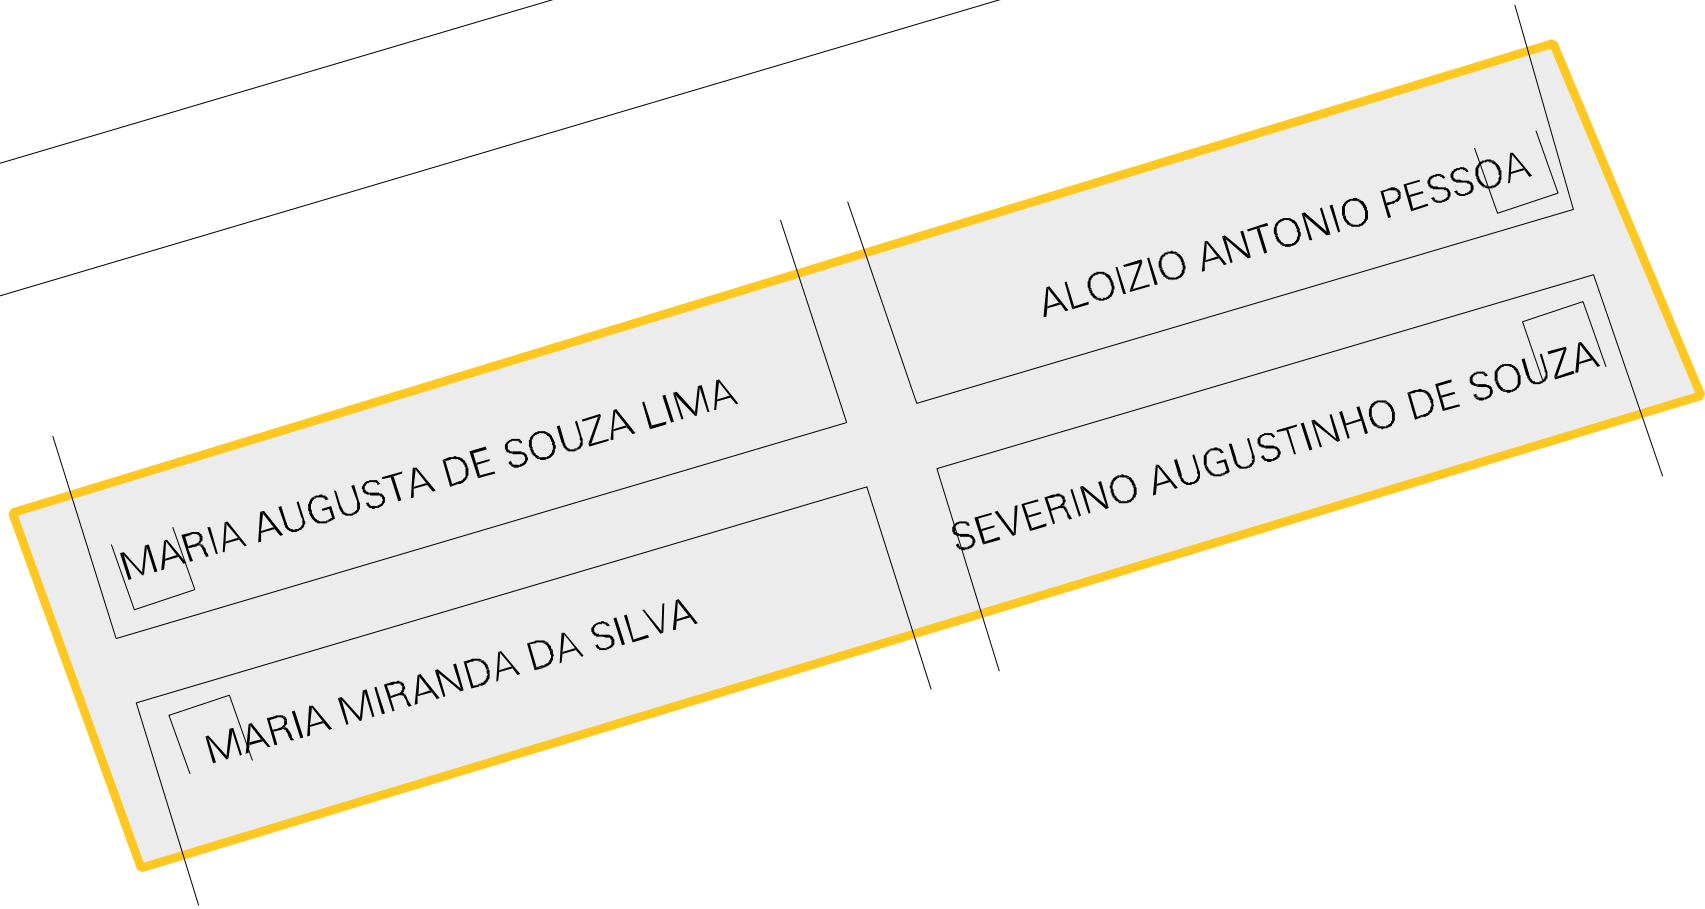 ALOIZIO ANTONIO PESSOA
MARIA AUGUSTA DE SOUZA LIMA
SEVERINO AUGUSTINHO DE SOUZA
MARIA MIRANDA DA SILVA